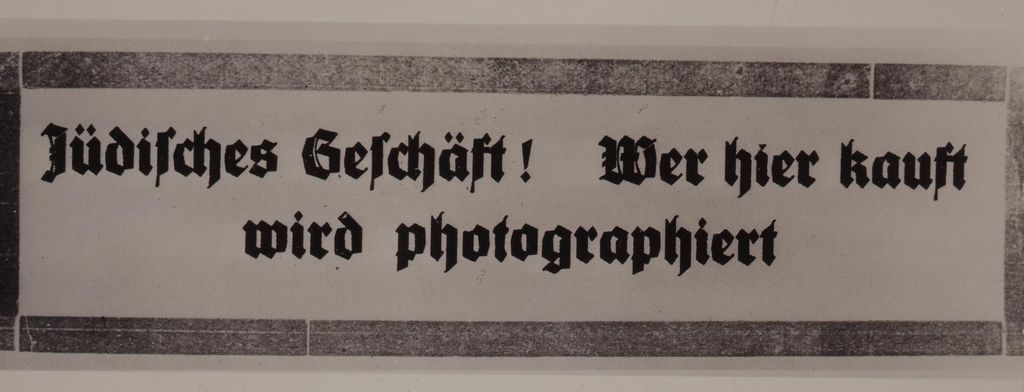 Jüdisches Geschäft! Wer hier kauft
wird photographiert